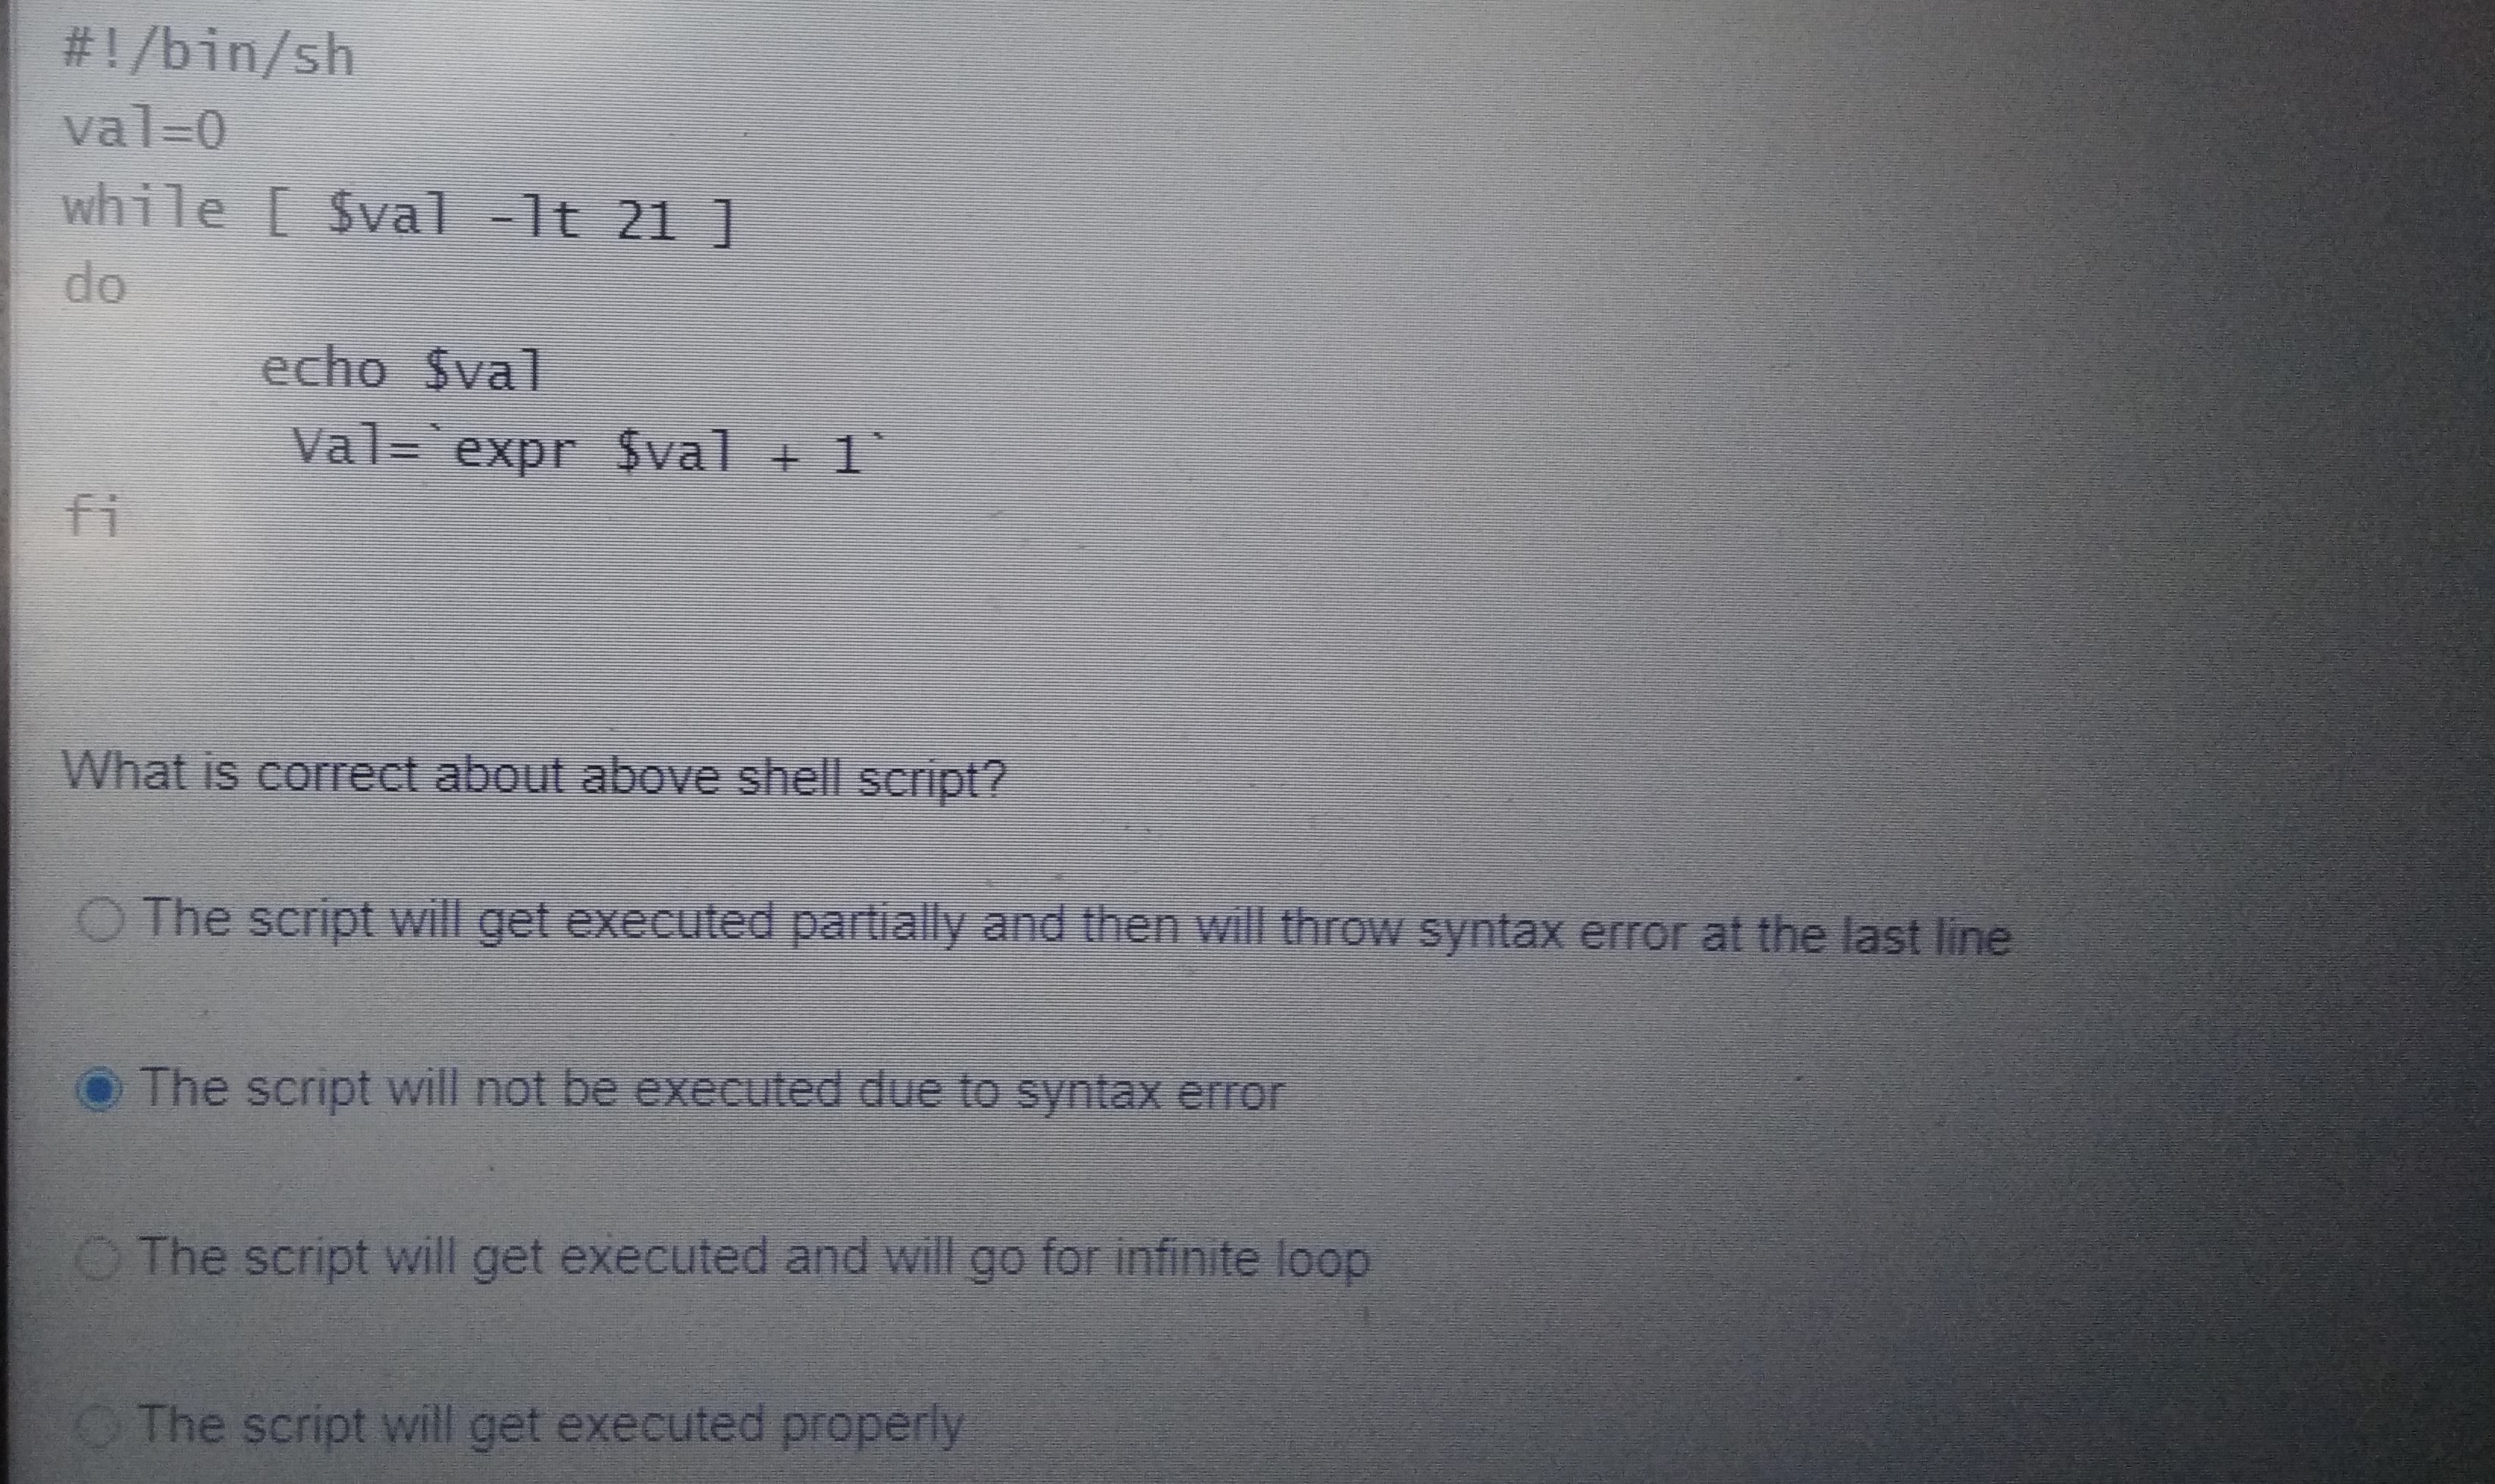 #!/bin/sh
val=0
while [ $val -lt 21 ]
do
echo $val
Val=`expr $val + 1`
fi
What is correct about above shell script?
The script will get executed partially and then will throw syntax error at the last line
The script will not be executed due to syntax error
The script will get executed and will go for infinite loop
The script will get executed properly